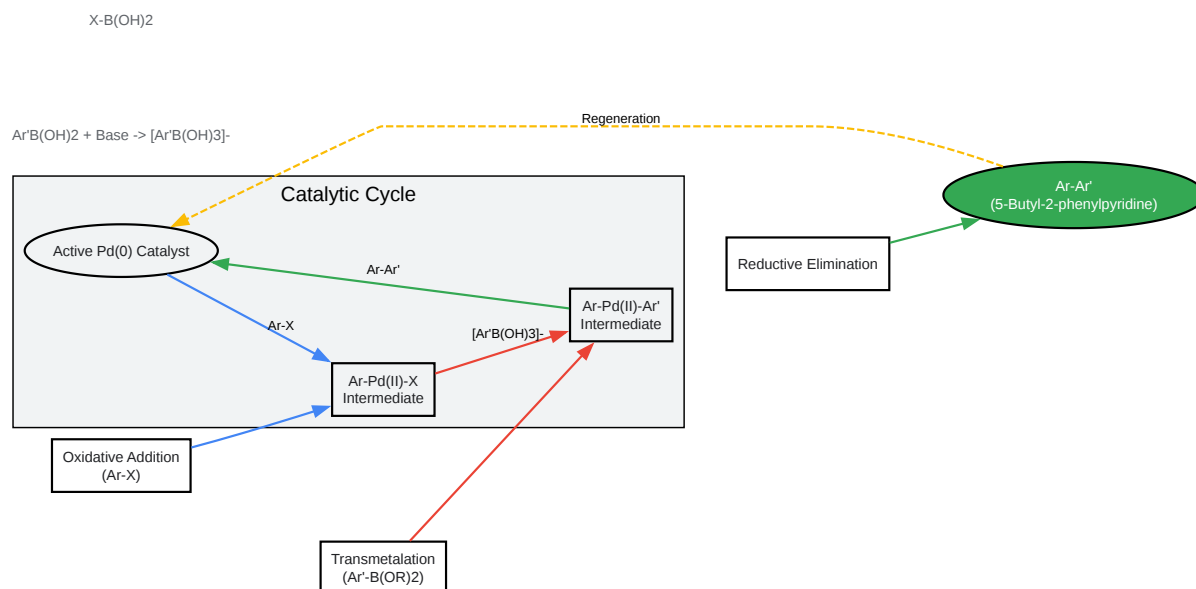 X-B(OH)2
Ar'B(OH)2 + Base -> [Ar'B(OH)3]-
Regeneration
Catalytic Cycle
Ar-Ar'
(5-Butyl-2-phenylpyridine)
Active Pd(0) Catalyst
Reductive Elimination
Ar-Ar'
Ar-Pd(II)-Ar'
Intermediate
Ar-X
[Ar'B(OH)3]-
Ar-Pd(II)-X
Intermediate
Oxidative Addition
(Ar-X)
Transmetalation
(Ar'-B(OR)2)